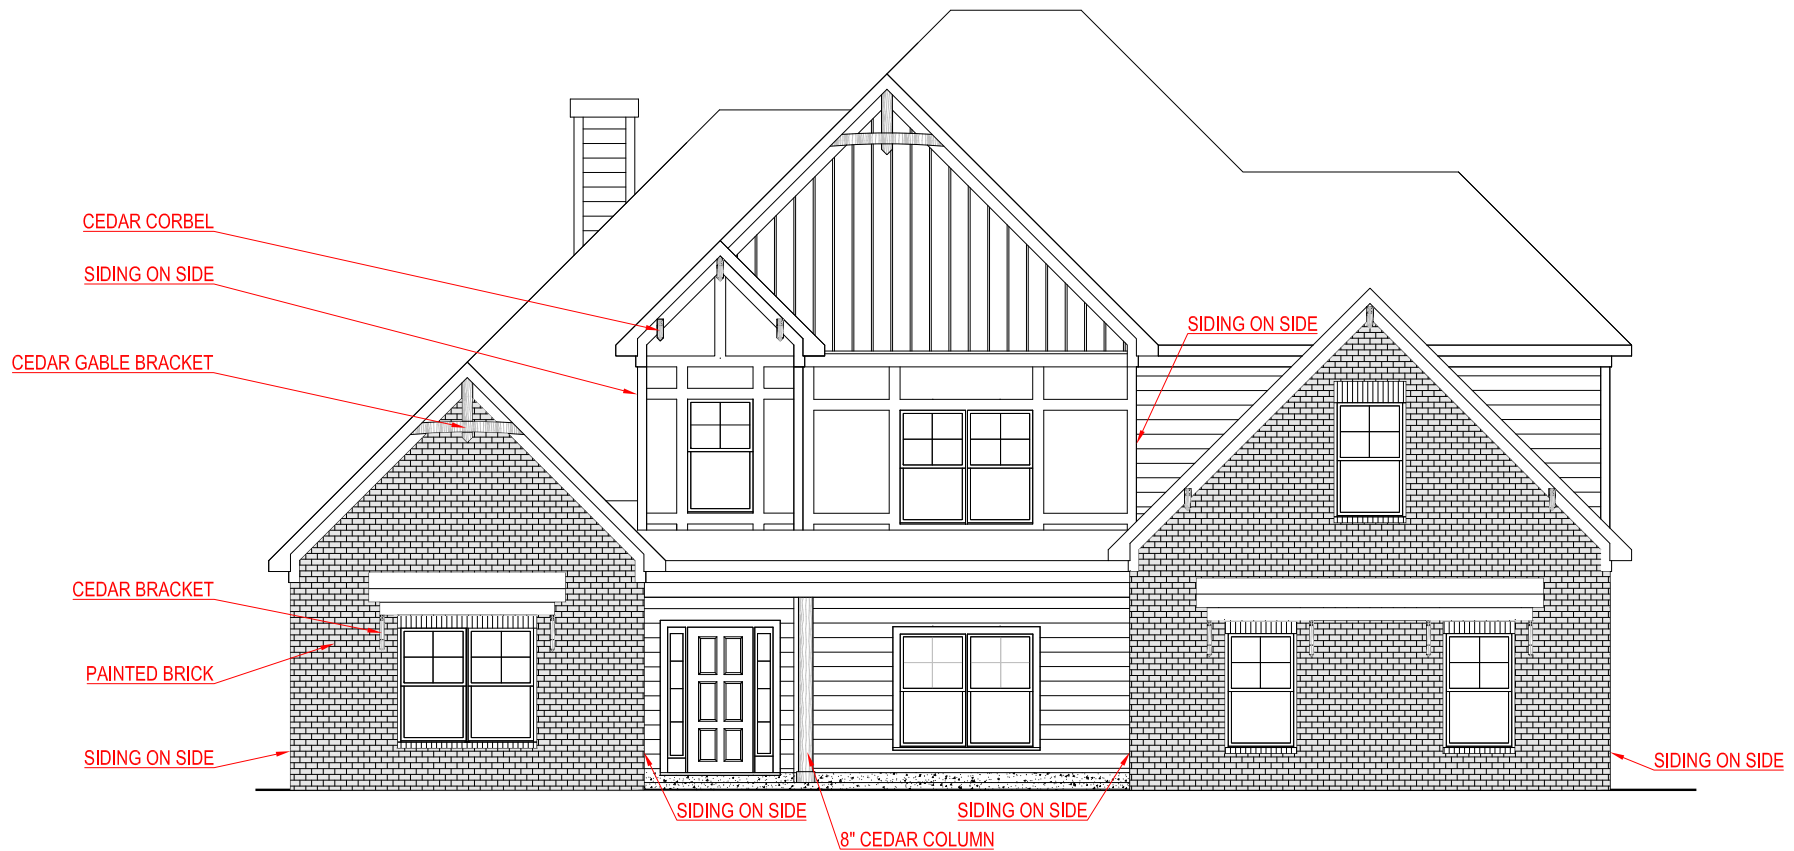 CEDAR CORBEL
SIDING ON SIDE
SIDING ON SIDE
CEDAR GABLE BRACKET
CEDAR BRACKET
PAINTED BRICK
SIDING ON SIDE
SIDING ON SIDE
SIDING ON SIDE
SIDING ON SIDE
8" CEDAR COLUMN